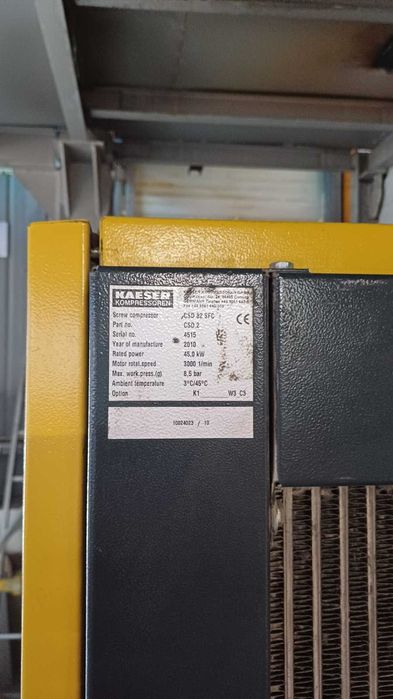 KAESER
KOMPRESSOREN
Screw compressor CSD 82 SFC
Part no. CSD.2
Serial no. 4515
Year of manufacture 2010
Rated power 45,0 kW
Motor rotat.speed 3000 1/min
Max. work.press.(g) 8,5 bar
Ambient temperature 3°C/45°C
Option K1 W3 C3
10024023 / 10